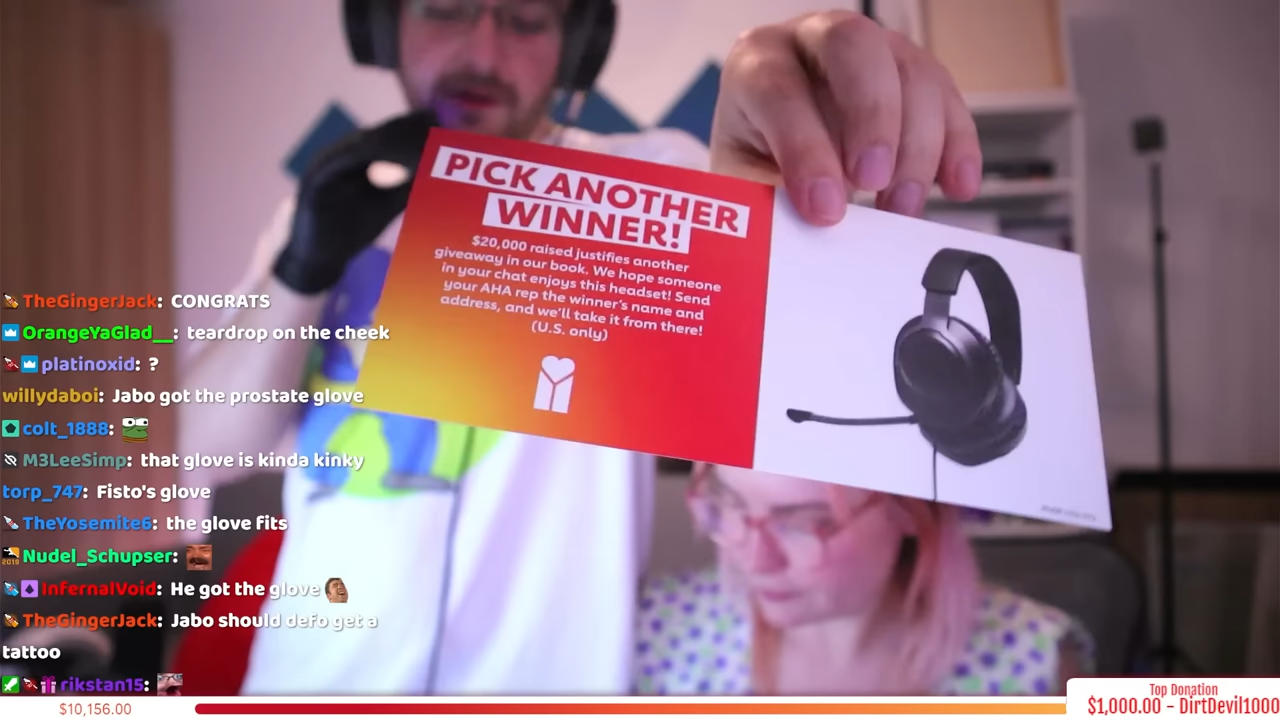 PICK ANOTHER
WINNER!
$20,000 raised justifies another
giveaway in our book. We hope someone
in your chat enjoys this headset! Send
your AHA rep the winner's name and
address, and we'll take it from there!
(U.S. only)
TheGingerJack: CONGRATS
OrangeYaGlad__: teardrop on the cheek
platinoxid: ?
willydaboi: Jabo got the prostate glove
colt_1888:
M3LeeSimp: that glove is kinda kinky
torp_747: Fisto's glove
TheYosemite6: the glove fits
2019 Nudel_Schupser:
InfernalVoid: He got the glove
TheGingerJack: Jabo should defo get a
tattoo
rikstan15:
$10,156.00
Top Donation
$1,000.00 - DirtDevil1000